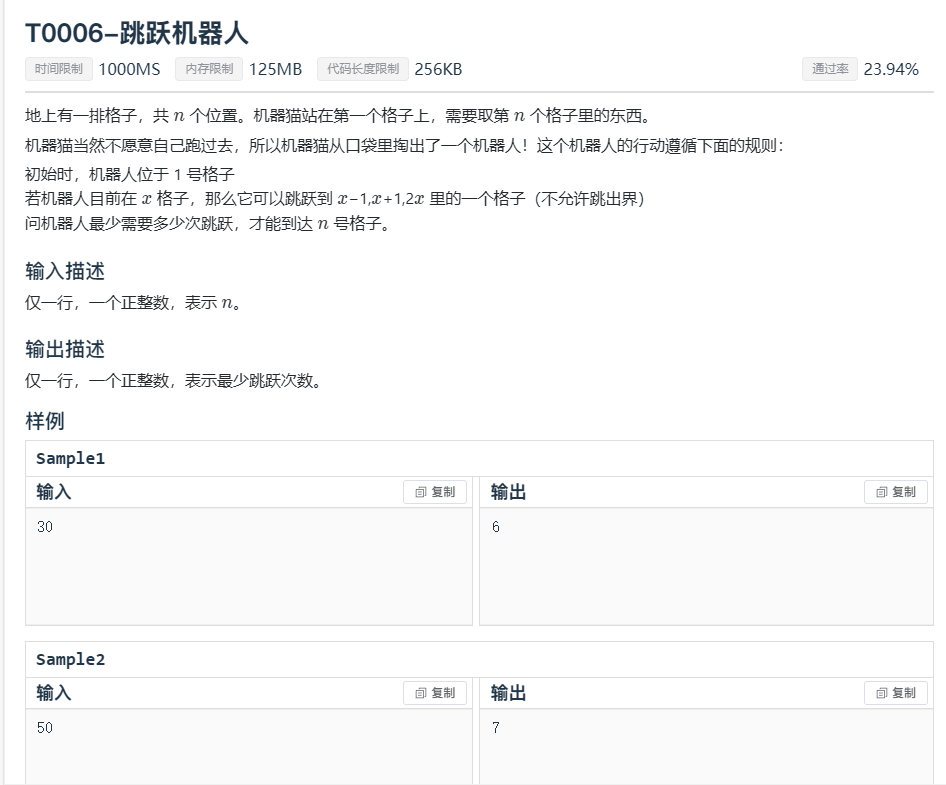 T0006-跳跃机器人
时间限制 1000MS 内存限制 125MB 代码长度限制 256KB 通过率 23.94%
地上有一排格子，共 n 个位置。机器猫站在第一个格子上，需要取第 n 个格子里的东西。
机器猫当然不愿意自己跑过去，所以机器猫从口袋里掏出了一个机器人！这个机器人的行动遵循下面的规则：
初始时，机器人位于 1 号格子
若机器人目前在 x 格子，那么它可以跳跃到 x−1,x+1,2x 里的一个格子（不允许跳出界）
问机器人最少需要多少次跳跃，才能到达 n 号格子。
输入描述
仅一行，一个正整数，表示 n。
输出描述
仅一行，一个正整数，表示最少跳跃次数。
样例
Sample1
输入 复制 输出 复制
30 6
Sample2
输入 复制 输出 复制
50 7